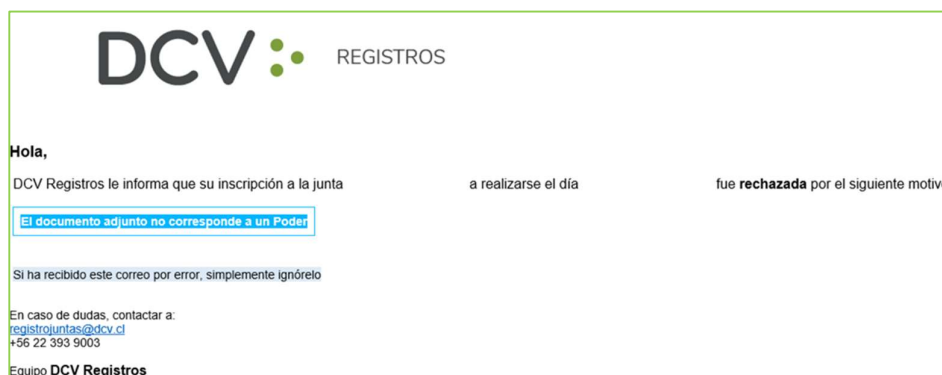 DCV REGISTROS
Hola,
DCV Registros le informa que su inscripción a la junta a realizarse el día fue rechazada por el siguiente motiv
El documento adjunto no corresponde a un Poder
Si ha recibido este correo por error, simplemente ignórelo
En caso de dudas, contactar a:
registrojuntas@dcv.cl
+56 22 393 9003
Equipo DCV Registros